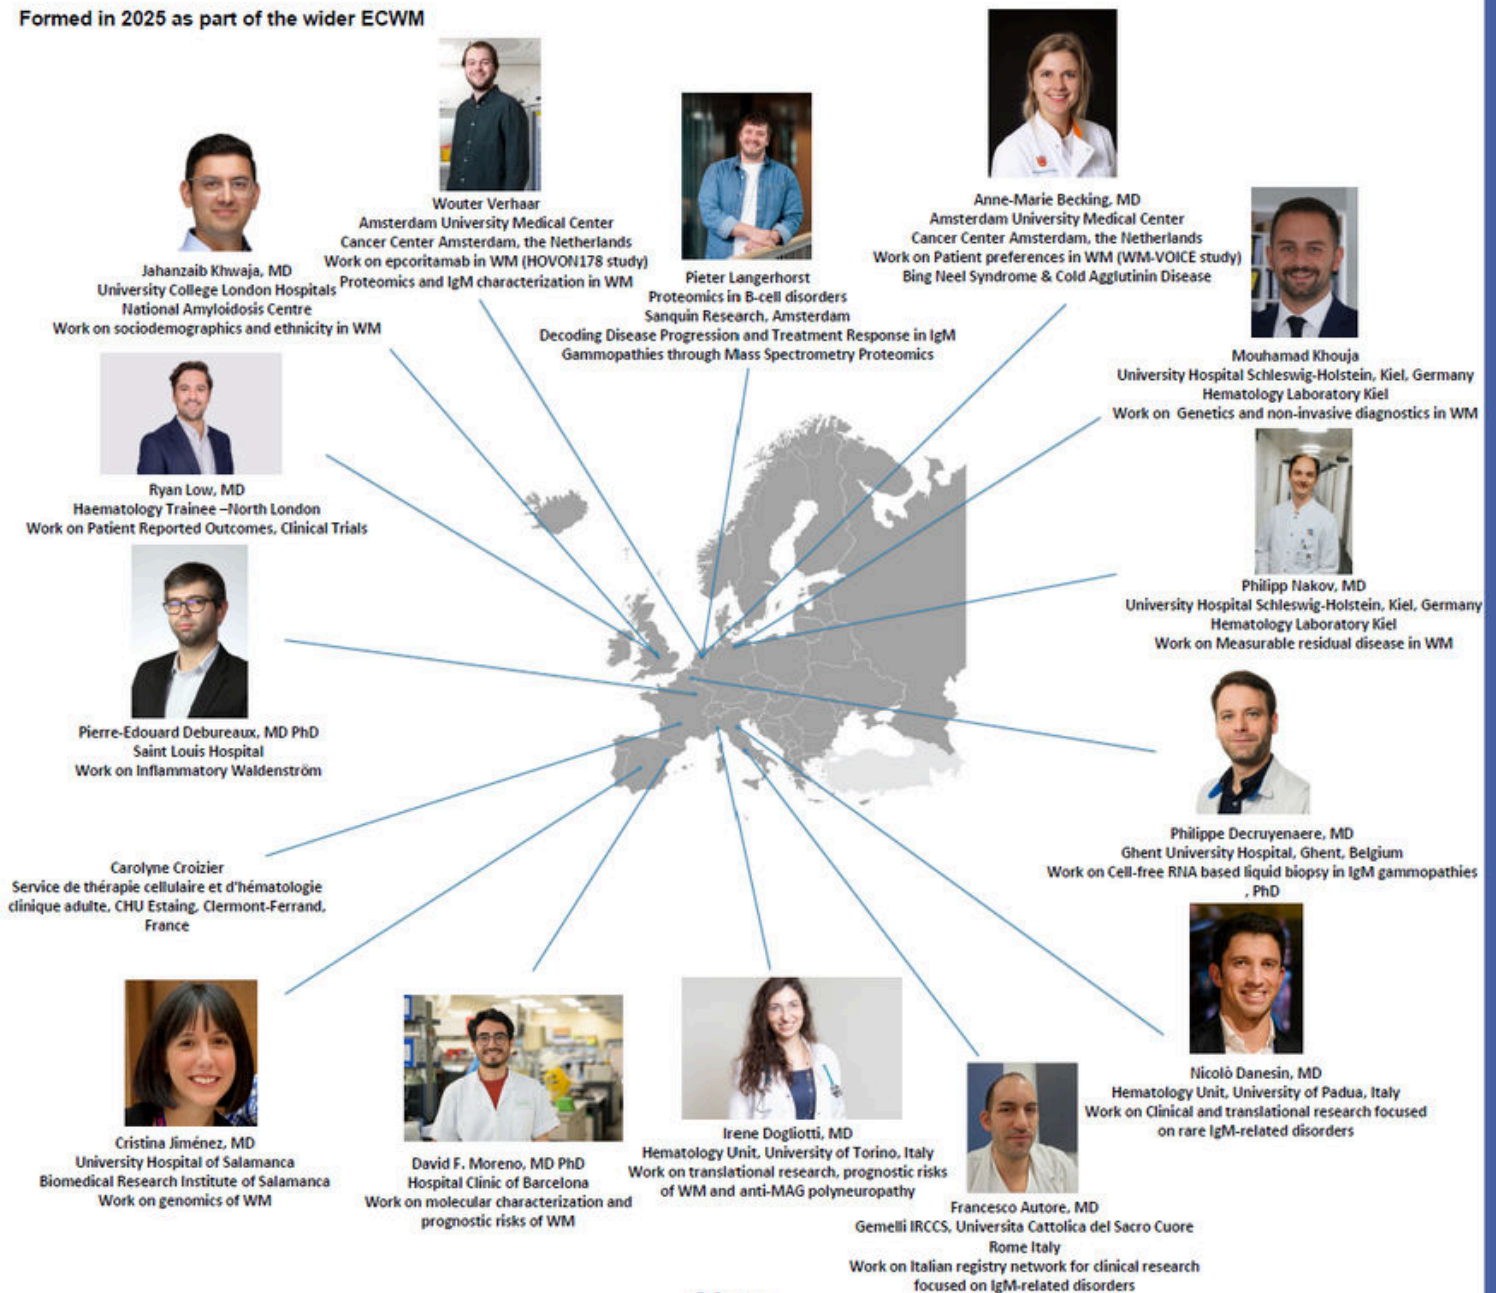 Formed in 2025 as part of the wider ECWM
Wouter Verhaar
Amsterdam University Medical Center
Cancer Center Amsterdam, the Netherlands
Work on epcoritamab in WM (HOVON178 study)
Proteomics and IgM characterization in WM
Anne-Marie Becking, MD
Amsterdam University Medical Center
Cancer Center Amsterdam, the Netherlands
Work on Patient preferences in WM (WM-VOICE study)
Bing Neel Syndrome & Cold Agglutinin Disease
Jahanzaib Khwaja, MD
University College London Hospitals
National Amyloidosis Centre
Work on sociodemographics and ethnicity in WM
Pieter Langerhorst
Proteomics in B-cell disorders
Sanquin Research, Amsterdam
Decoding Disease Progression and Treatment Response in IgM
Gammopathies through Mass Spectrometry Proteomics
Mouhamad Khouja
University Hospital Schleswig-Holstein, Kiel, Germany
Hematology Laboratory Kiel
Work on Genetics and non-invasive diagnostics in WM
Ryan Low, MD
Haematology Trainee –North London
Work on Patient Reported Outcomes, Clinical Trials
Philipp Nakov, MD
University Hospital Schleswig-Holstein, Kiel, Germany
Hematology Laboratory Kiel
Work on Measurable residual disease in WM
Pierre-Edouard Debureaux, MD PhD
Saint Louis Hospital
Work on Inflammatory Waldenström
Philippe Decruyenaere, MD
Ghent University Hospital, Ghent, Belgium
Work on Cell-free RNA based liquid biopsy in IgM gammopathies
, PhD
Carolyne Croizier
Service de thérapie cellulaire et d'hématologie
clinique adulte, CHU Estaing, Clermont-Ferrand,
France
Nicolò Danesin, MD
Hematology Unit, University of Padua, Italy
Work on Clinical and translational research focused
on rare IgM-related disorders
Cristina Jiménez, MD
University Hospital of Salamanca
Biomedical Research Institute of Salamanca
Work on genomics of WM
David F. Moreno, MD PhD
Hospital Clinic of Barcelona
Work on molecular characterization and
prognostic risks of WM
Irene Dogliotti, MD
Hematology Unit, University of Torino, Italy
Work on translational research, prognostic risks
of WM and anti-MAG polyneuropathy
Francesco Autore, MD
Gemelli IRCCS, Universita Cattolica del Sacro Cuore
Rome Italy
Work on Italian registry network for clinical research
focused on IgM-related disorders